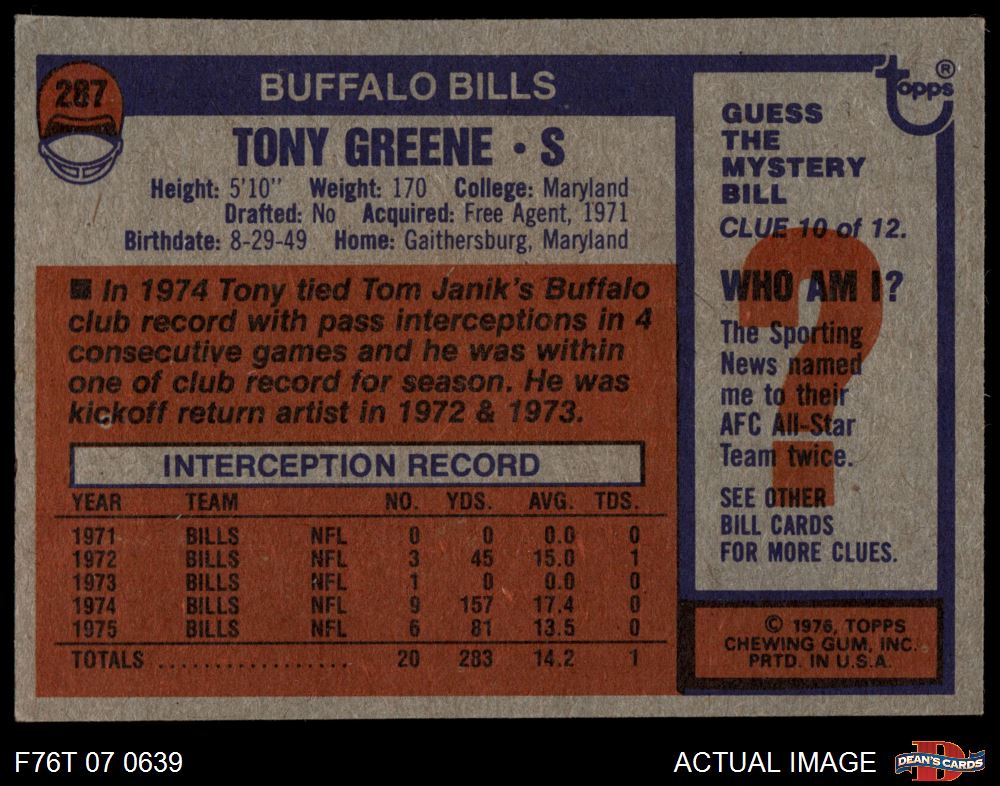 287
BUFFALO BILLS
TONY GREENE • S
Height: 5'10" Weight: 170 College: Maryland
Drafted: No Acquired: Free Agent, 1971
Birthdate: 8-29-49 Home: Gaithersburg, Maryland
■ In 1974 Tony tied Tom Janik's Buffalo
club record with pass interceptions in 4
consecutive games and he was within
one of club record for season. He was
kickoff return artist in 1972 & 1973.
INTERCEPTION RECORD
YEAR TEAM NO. YDS. AVG. TDS.
1971 BILLS NFL 0 0 0.0 0
1972 BILLS NFL 3 45 15.0 1
1973 BILLS NFL 1 0 0.0 0
1974 BILLS NFL 9 157 17.4 0
1975 BILLS NFL 6 81 13.5 0
TOTALS .................. 20 283 14.2 1
topps ®
GUESS
THE
MYSTERY
BILL
CLUE 10 of 12.
?
WHO AM I?
The Sporting
News named
me to their
AFC All-Star
Team twice.
SEE OTHER
BILL CARDS
FOR MORE CLUES.
© 1976, TOPPS
CHEWING GUM, INC.
PRTD. IN U.S.A.
F76T 07 0639
ACTUAL IMAGE
D
DEAN'S CARDS